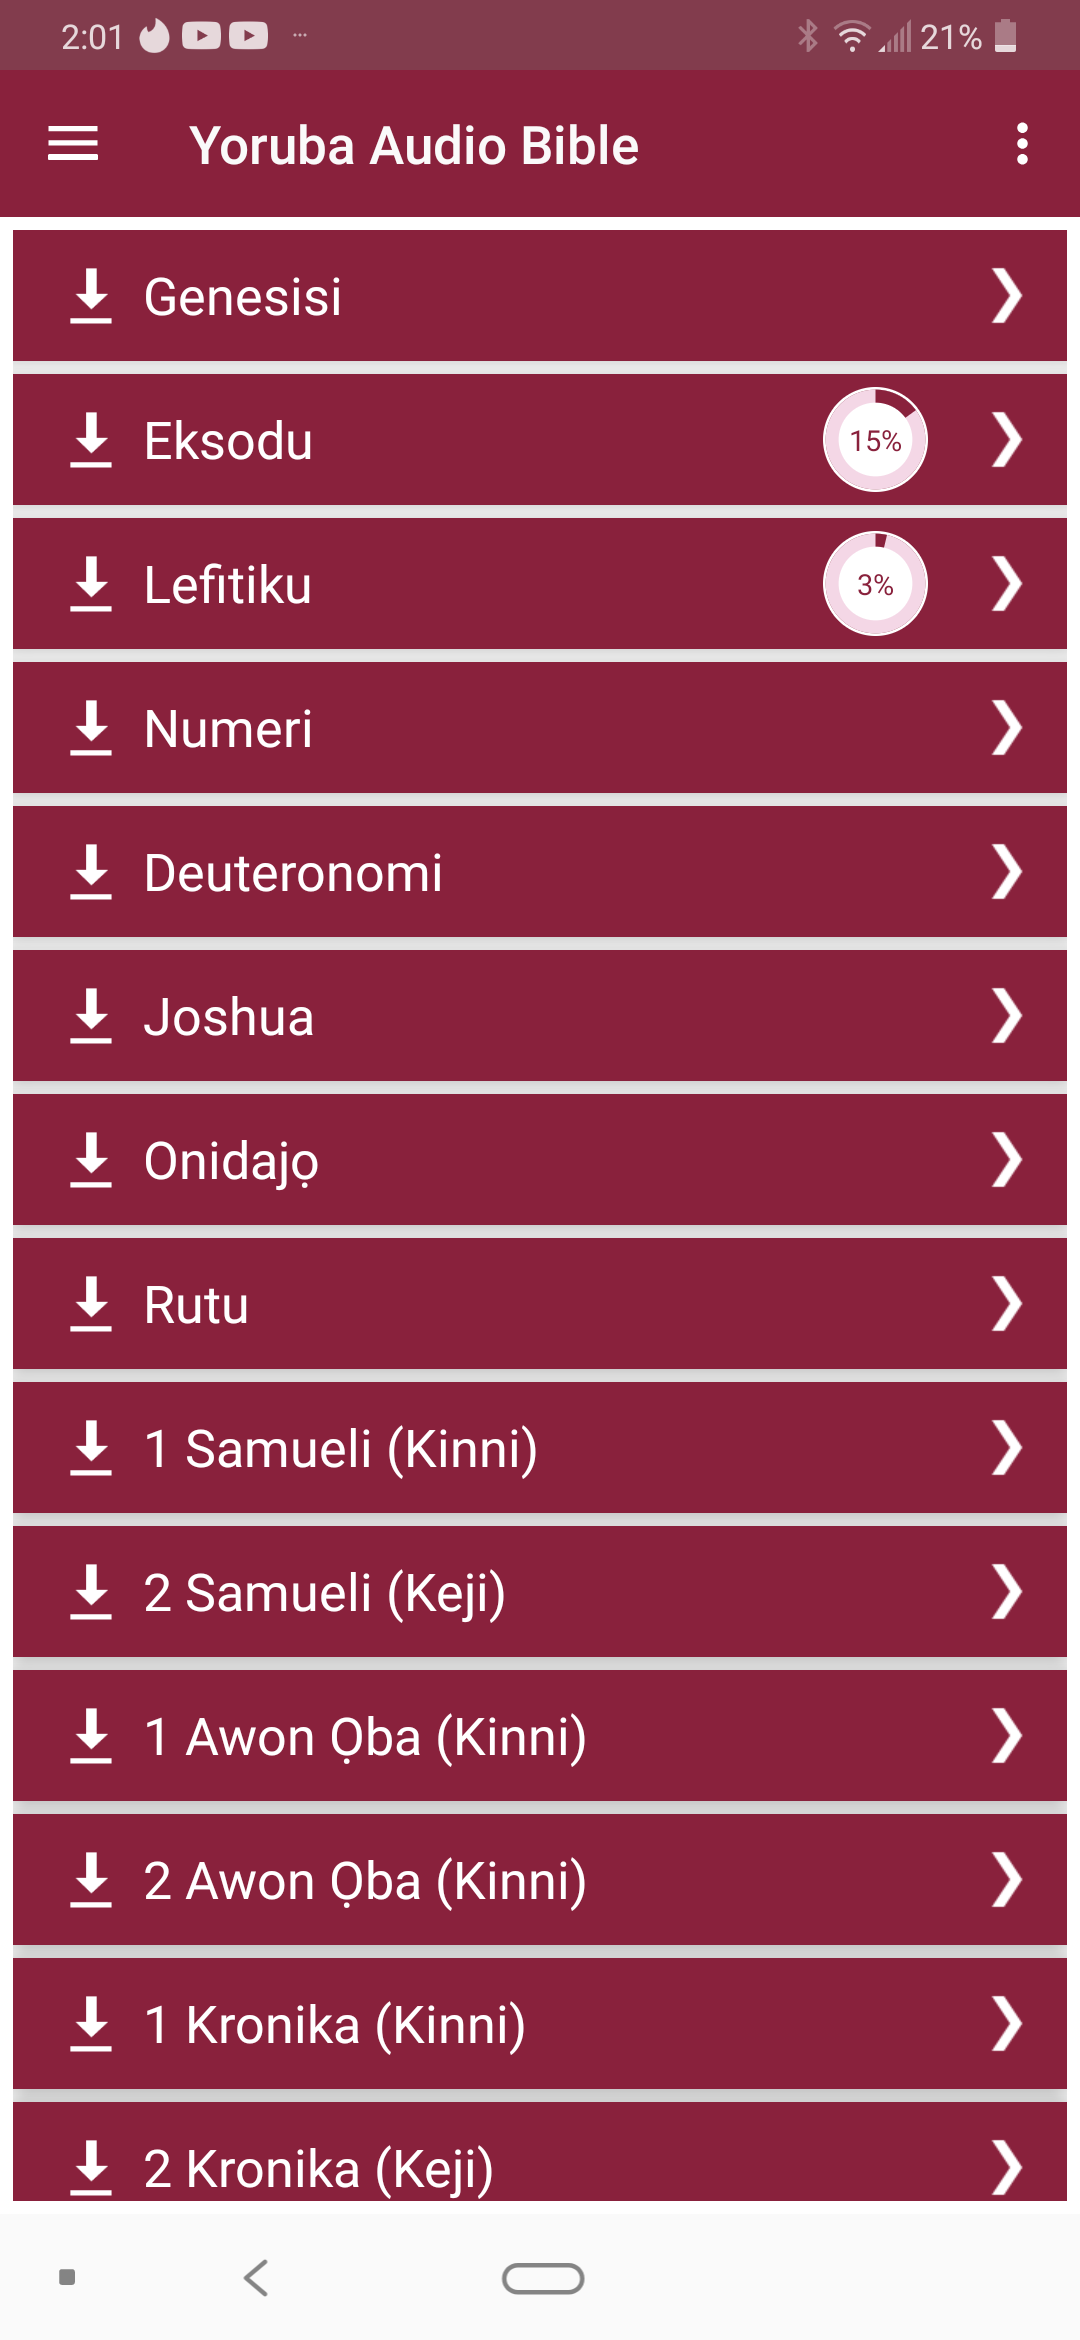 2:01
21%
Yoruba Audio Bible
Genesisi
Eksodu
15%
Lefitiku
3%
Numeri
Deuteronomi
Joshua
Onidajọ
Rutu
1 Samueli (Kinni)
2 Samueli (Keji)
1 Awon Ọba (Kinni)
2 Awon Ọba (Kinni)
1 Kronika (Kinni)
2 Kronika (Keji)